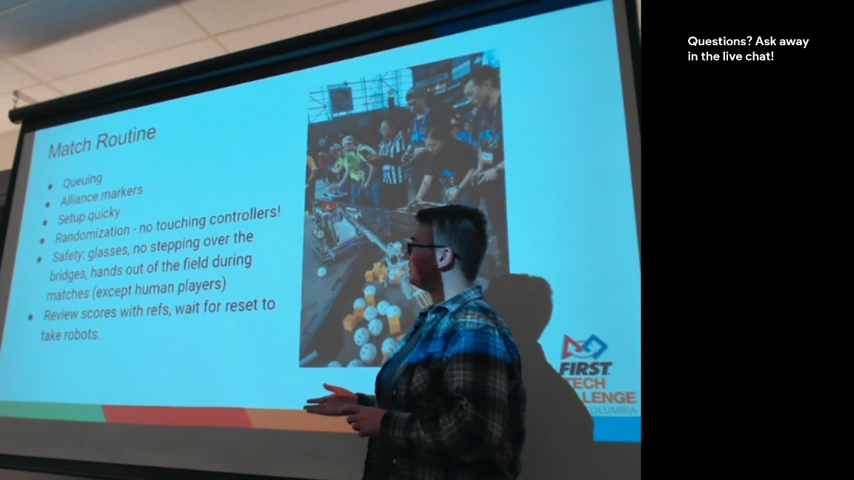 Questions? Ask away
in the live chat!
Match Routine
Queuing
Alliance markers
Setup quicky
Randomization - no touching controllers!
Safety: glasses, no stepping over the
bridges, hands out of the field during
matches (except human players)
Review scores with refs, wait for reset to
take robots.
FIRST
TECH
LLENGE
OLUMBIA